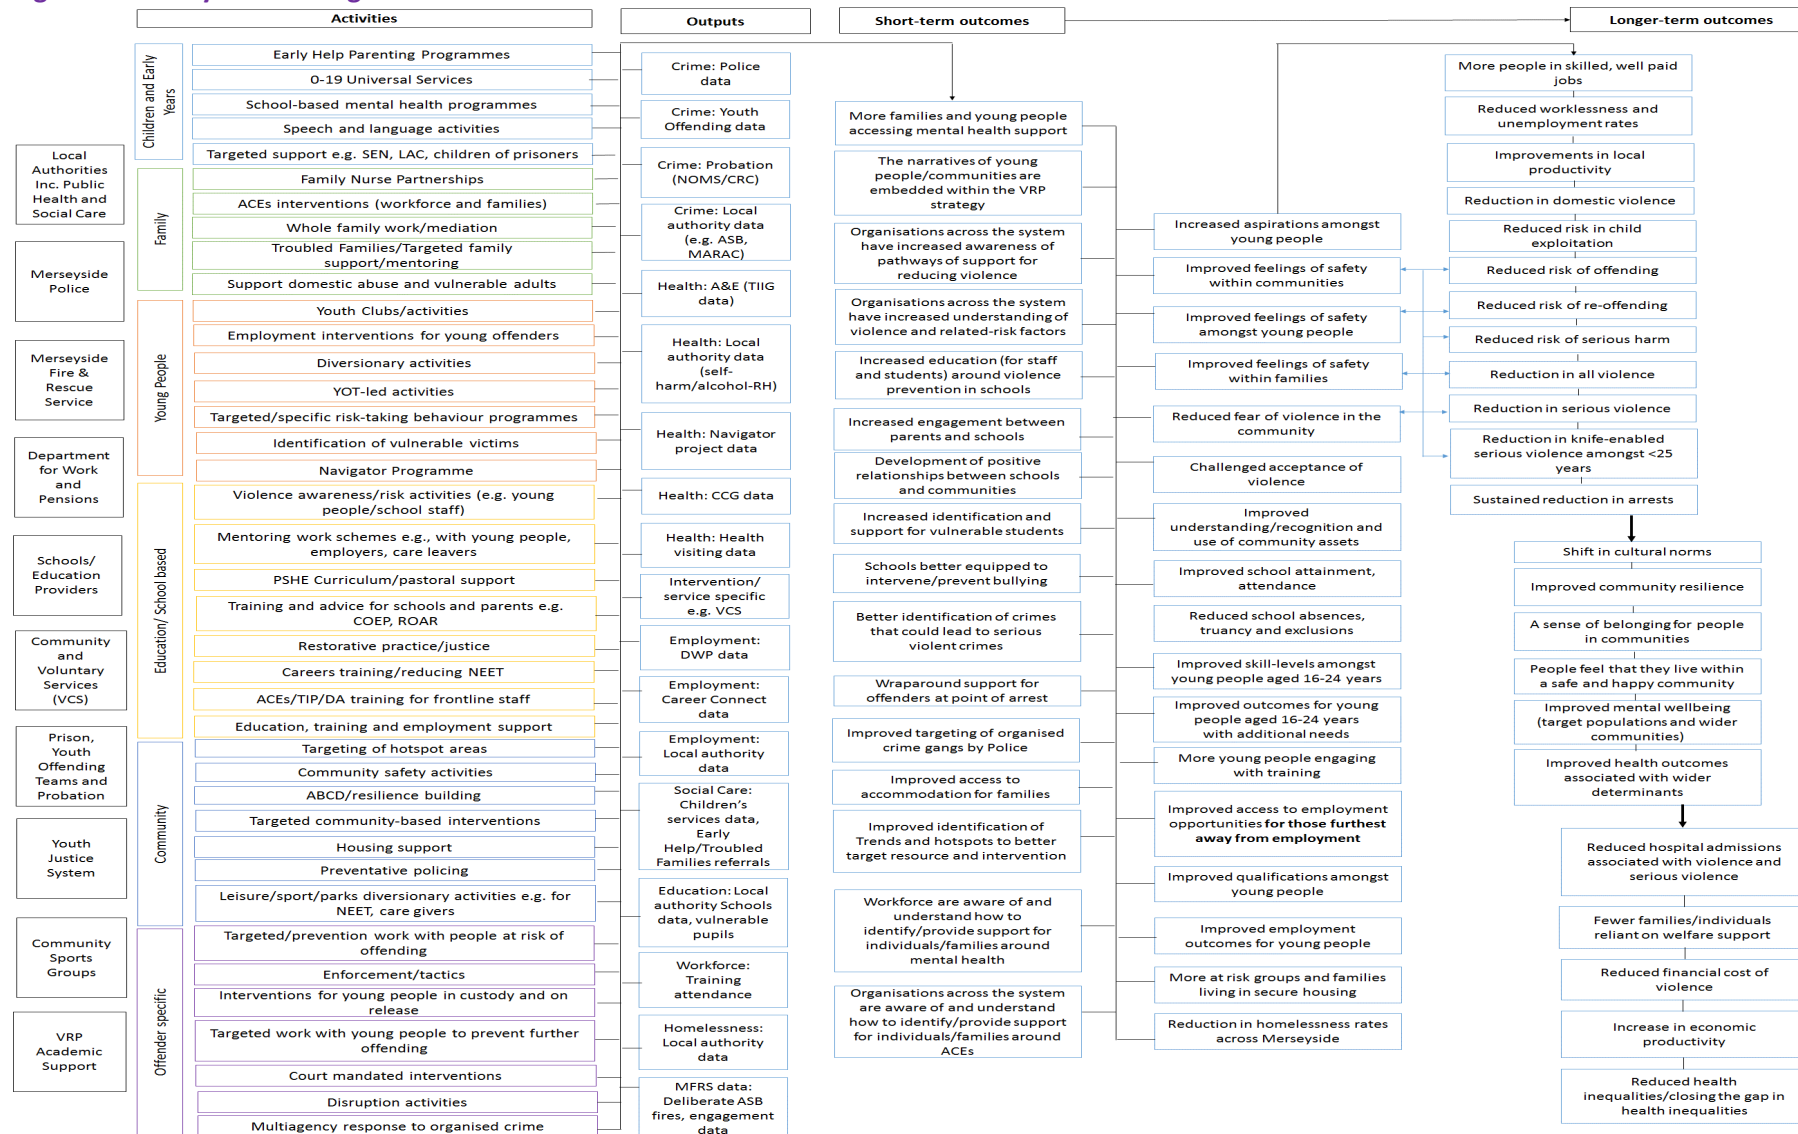 Activities
Outputs
Short-term outcomes
Longer-term outcomes
Local
Authorities
Inc. Public
Health and
Social Care
Merseyside
Police
Merseyside
Fire &
Rescue
Service
Department
for Work
and
Pensions
Schools/
Education
Providers
Community
and
Voluntary
Services
(VCS)
Prison,
Youth
Offending
Teams and
Probation
Youth
Justice
System
Community
Sports
Groups
VRP
Academic
Support
Children and Early
Years
Early Help Parenting Programmes
0-19 Universal Services
School-based mental health programmes
Speech and language activities
Targeted support e.g. SEN, LAC, children of prisoners
Family
Family Nurse Partnerships
ACEs interventions (workforce and families)
Whole family work/mediation
Troubled Families/Targeted family
support/mentoring
Support domestic abuse and vulnerable adults
Young People
Youth Clubs/activities
Employment interventions for young offenders
Diversionary activities
YOT-led activities
Targeted/specific risk-taking behaviour programmes
Identification of vulnerable victims
Navigator Programme
Education/ School based
Violence awareness/risk activities (e.g. young
people/school staff)
Mentoring work schemes e.g., with young people,
employers, care leavers
PSHE Curriculum/pastoral support
Training and advice for schools and parents e.g.
COEP, ROAR
Restorative practice/justice
Careers training/reducing NEET
ACEs/TIP/DA training for frontline staff
Education, training and employment support
Community
Targeting of hotspot areas
Community safety activities
ABCD/resilience building
Targeted community-based interventions
Housing support
Preventative policing
Leisure/sport/parks diversionary activities e.g. for
NEET, care givers
Offender specific
Targeted/prevention work with people at risk of
offending
Enforcement/tactics
Interventions for young people in custody and on
release
Targeted work with young people to prevent further
offending
Court mandated interventions
Disruption activities
Multiagency response to organised crime
Crime: Police
data
Crime: Youth
Offending data
Crime: Probation
(NOMS/CRC)
Crime: Local
authority data
(e.g. ASB,
MARAC)
Health: A&E (TIIG
data)
Health: Local
authority data
(self-
harm/alcohol-RH)
Health: Navigator
project data
Health: CCG data
Health: Health
visiting data
Intervention/
service specific
e.g. VCS
Employment:
DWP data
Employment:
Career Connect
data
Employment:
Local authority
data
Social Care:
Children's
services data,
Early
Help/Troubled
Families referrals
Education: Local
authority Schools
data, vulnerable
pupils
Workforce:
Training
attendance
Homelessness:
Local authority
data
MFRS data:
Deliberate ASB
fires, engagement
data
More families and young people
accessing mental health support
The narratives of young
people/communities are
embedded within the VRP
strategy
Organisations across the system
have increased awareness of
pathways of support for
reducing violence
Organisations across the system
have increased understanding of
violence and related-risk factors
Increased education (for staff
and students) around violence
prevention in schools
Increased engagement between
parents and schools
Development of positive
relationships between schools
and communities
Increased identification and
support for vulnerable students
Schools better equipped to
intervene/prevent bullying
Better identification of crimes
that could lead to serious
violent crimes
Wraparound support for
offenders at point of arrest
Improved targeting of organised
crime gangs by Police
Improved access to
accommodation for families
Improved identification of
Trends and hotspots to better
target resource and intervention
Workforce are aware of and
understand how to
identify/provide support for
individuals/families around
mental health
Organisations across the system
are aware of and understand
how to identify/provide support
for individuals/families around
ACEs
Increased aspirations amongst
young people
Improved feelings of safety
within communities
Improved feelings of safety
amongst young people
Improved feelings of safety
within families
Reduced fear of violence in the
community
Challenged acceptance of
violence
Improved
understanding/recognition and
use of community assets
Improved school attainment,
attendance
Reduced school absences,
truancy and exclusions
Improved skill-levels amongst
young people aged 16-24 years
Improved outcomes for young
people aged 16-24 years
with additional needs
More young people engaging
with training
Improved access to employment
opportunities for those furthest
away from employment
Improved qualifications amongst
young people
Improved employment
outcomes for young people
More at risk groups and families
living in secure housing
Reduction in homelessness rates
across Merseyside
More people in skilled, well paid
jobs
Reduced worklessness and
unemployment rates
Improvements in local
productivity
Reduction in domestic violence
Reduced risk in child
exploitation
Reduced risk of offending
Reduced risk of re-offending
Reduced risk of serious harm
Reduction in all violence
Reduction in serious violence
Reduction in knife-enabled
serious violence amongst <25
years
Sustained reduction in arrests
Shift in cultural norms
Improved community resilience
A sense of belonging for people
in communities
People feel that they live within
a safe and happy community
Improved mental wellbeing
(target populations and wider
communities)
Improved health outcomes
associated with wider
determinants
Reduced hospital admissions
associated with violence and
serious violence
Fewer families/individuals
reliant on welfare support
Reduced financial cost of
violence
Increase in economic
productivity
Reduced health
inequalities/closing the gap in
health inequalities